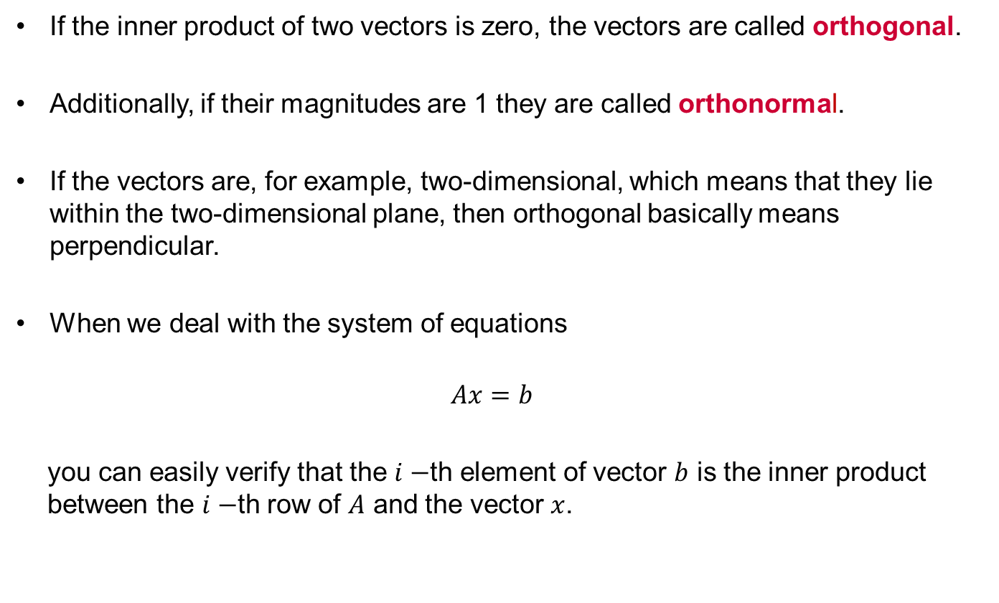 • If the inner product of two vectors is zero, the vectors are called orthogonal.
• Additionally, if their magnitudes are 1 they are called orthonormal.
• If the vectors are, for example, two-dimensional, which means that they lie
within the two-dimensional plane, then orthogonal basically means
perpendicular.
• When we deal with the system of equations
𝐴𝑥 = 𝑏
you can easily verify that the 𝑖 −th element of vector 𝑏 is the inner product
between the 𝑖 −th row of 𝐴 and the vector 𝑥.